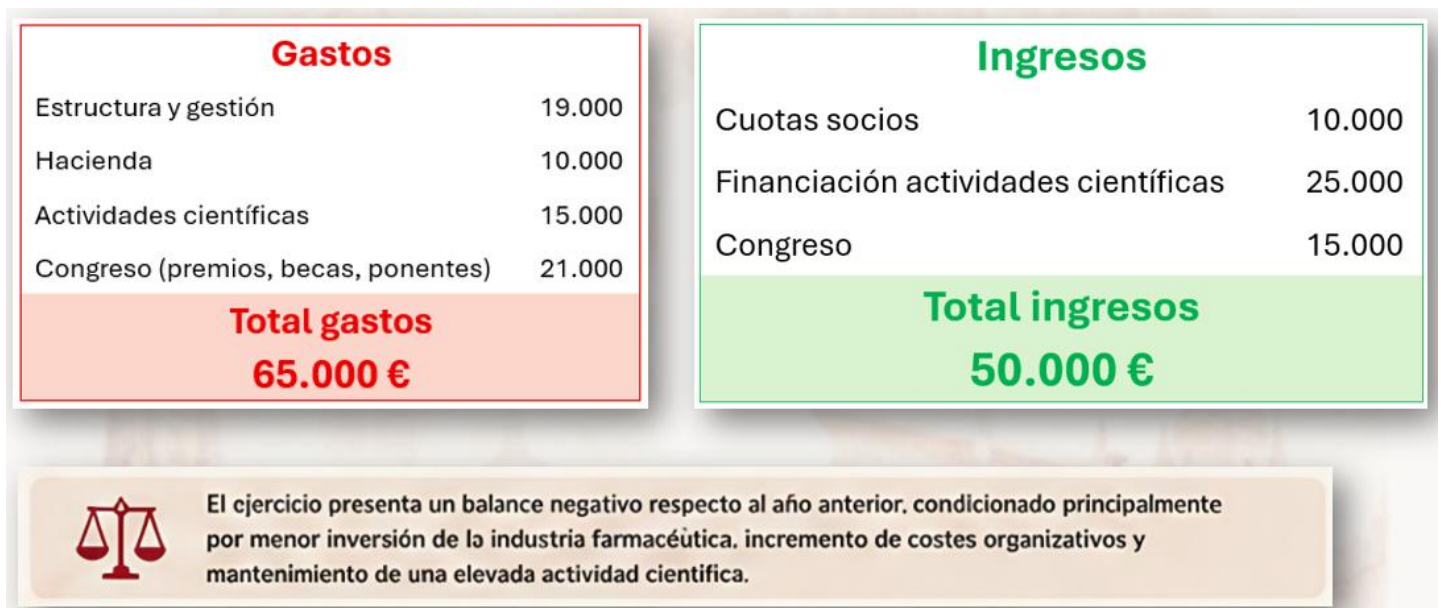 Gastos
Estructura y gestión 19.000
Hacienda 10.000
Actividades científicas 15.000
Congreso (premios, becas, ponentes) 21.000
Total gastos
65.000 €
Ingresos
Cuotas socios 10.000
Financiación actividades científicas 25.000
Congreso 15.000
Total ingresos
50.000 €
El ejercicio presenta un balance negativo respecto al año anterior, condicionado principalmente
por menor inversión de la industria farmacéutica, incremento de costes organizativos y
mantenimiento de una elevada actividad cientifica.